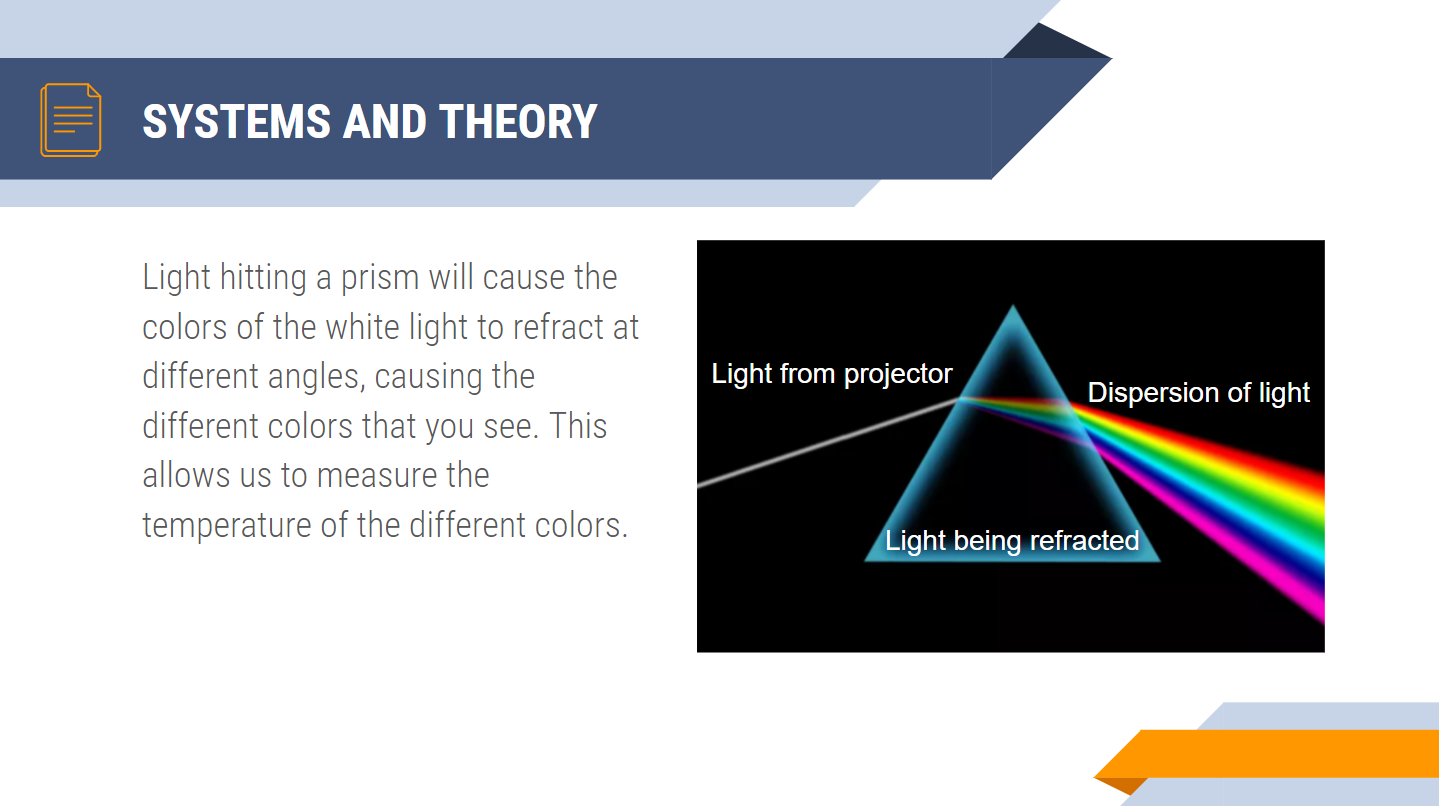 SYSTEMS AND THEORY
Light hitting a prism will cause the
colors of the white light to refract at
different angles, causing the
different colors that you see. This
allows us to measure the
temperature of the different colors.
Light from projector
Dispersion of light
Light being refracted